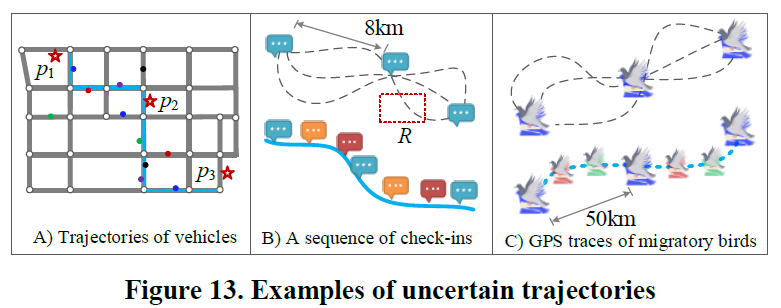 p1
p2
p3
A) Trajectories of vehicles
8km
R
B) A sequence of check-ins
50km
C) GPS traces of migratory birds
Figure 13. Examples of uncertain trajectories